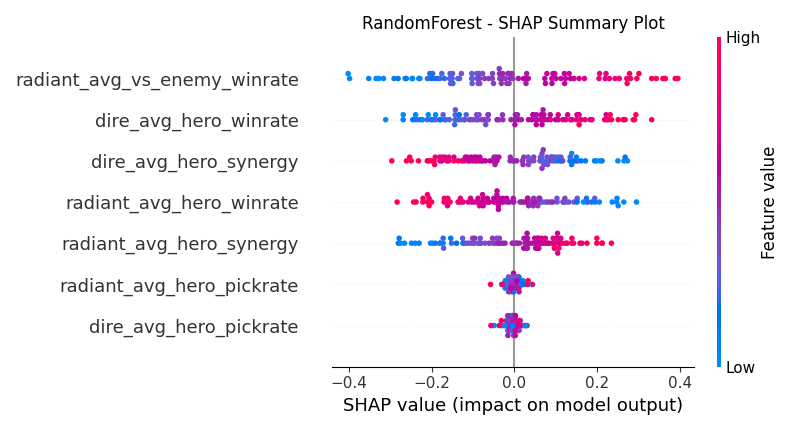 RandomForest - SHAP Summary Plot
High
radiant_avg_vs_enemy_winrate
dire_avg_hero_winrate
dire_avg_hero_synergy
radiant_avg_hero_winrate
radiant_avg_hero_synergy
radiant_avg_hero_pickrate
dire_avg_hero_pickrate
Feature value
Low
−0.4 −0.2 0.0 0.2 0.4
SHAP value (impact on model output)